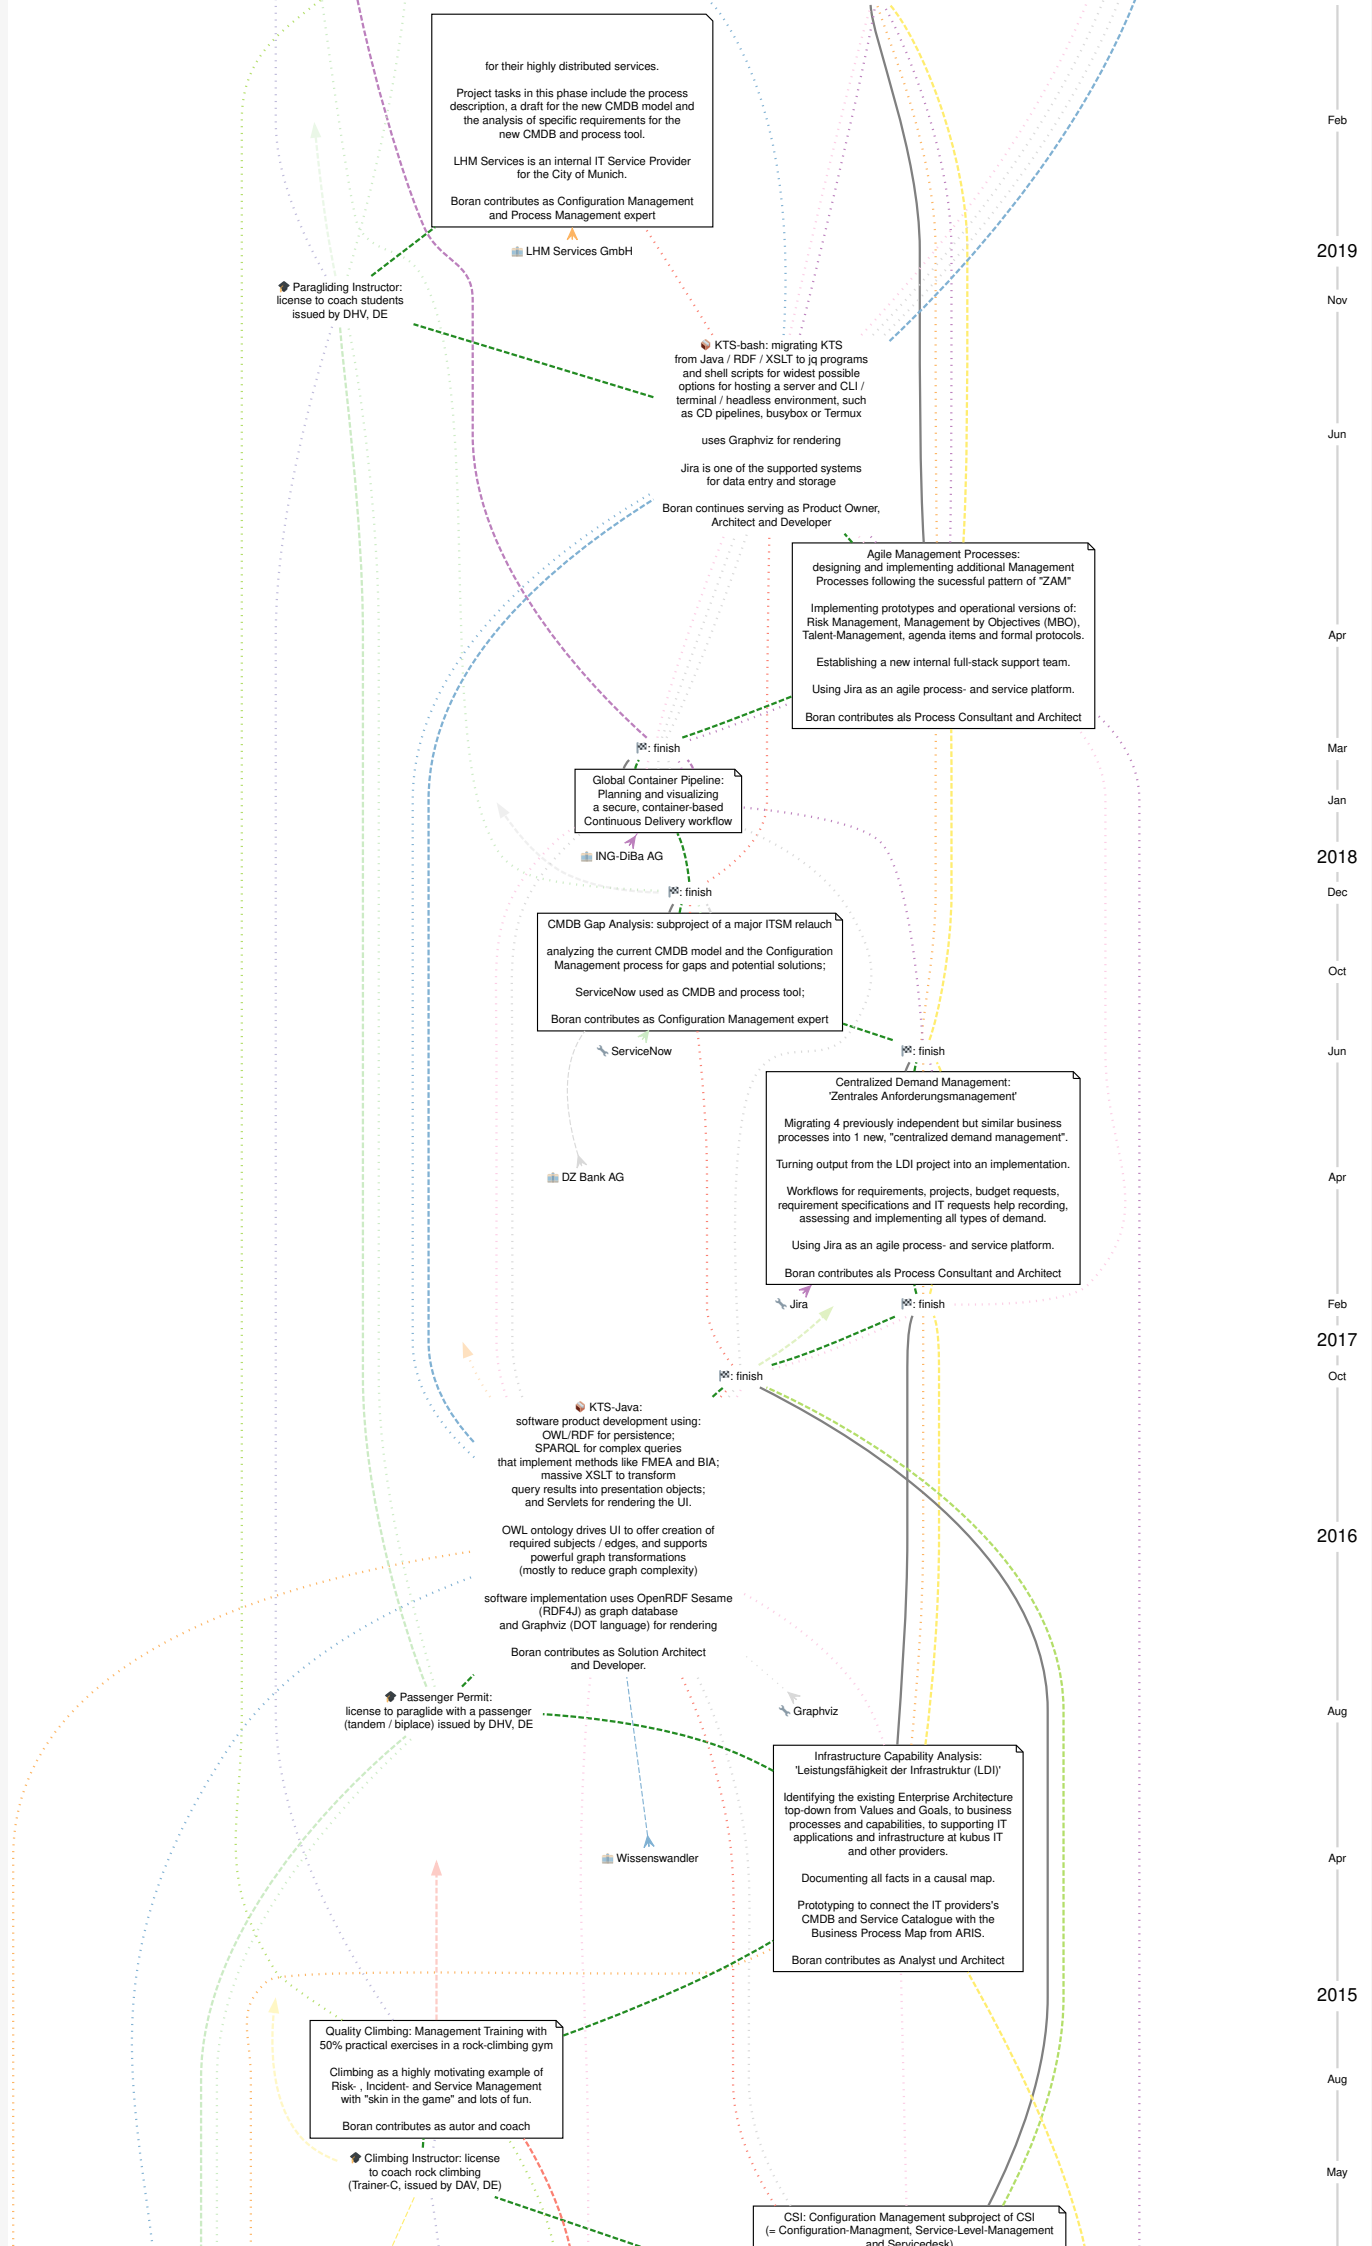 for their highly distributed services.
Project tasks in this phase include the process
description, a draft for the new CMDB model and
the analysis of specific requirements for the
new CMDB and process tool.
LHM Services is an internal IT Service Provider
for the City of Munich.
Boran contributes as Configuration Management
and Process Management expert
Feb
LHM Services GmbH
2019
Paragliding Instructor:
license to coach students
issued by DHV, DE
Nov
KTS-bash: migrating KTS
from Java / RDF / XSLT to jq programs
and shell scripts for widest possible
options for hosting a server and CLI /
terminal / headless environment, such
as CD pipelines, busybox or Termux
uses Graphviz for rendering
Jira is one of the supported systems
for data entry and storage
Boran continues serving as Product Owner,
Architect and Developer
Jun
Agile Management Processes:
designing and implementing additional Management
Processes following the sucessful pattern of "ZAM"
Implementing prototypes and operational versions of:
Risk Management, Management by Objectives (MBO),
Talent-Management, agenda items and formal protocols.
Establishing a new internal full-stack support team.
Using Jira as an agile process- and service platform.
Boran contributes als Process Consultant and Architect
Apr
: finish
Mar
Global Container Pipeline:
Planning and visualizing
a secure, container-based
Continuous Delivery workflow
Jan
ING-DiBa AG
2018
: finish
Dec
CMDB Gap Analysis: subproject of a major ITSM relauch
analyzing the current CMDB model and the Configuration
Management process for gaps and potential solutions;
ServiceNow used as CMDB and process tool;
Boran contributes as Configuration Management expert
Oct
ServiceNow
: finish
Jun
Centralized Demand Management:
'Zentrales Anforderungsmanagement'
Migrating 4 previously independent but similar business
processes into 1 new, "centralized demand management".
Turning output from the LDI project into an implementation.
Workflows for requirements, projects, budget requests,
requirement specifications and IT requests help recording,
assessing and implementing all types of demand.
Using Jira as an agile process- and service platform.
Boran contributes als Process Consultant and Architect
DZ Bank AG
Apr
Jira
: finish
Feb
2017
: finish
Oct
KTS-Java:
software product development using:
OWL/RDF for persistence;
SPARQL for complex queries
that implement methods like FMEA and BIA;
massive XSLT to transform
query results into presentation objects;
and Servlets for rendering the UI.
OWL ontology drives UI to offer creation of
required subjects / edges, and supports
powerful graph transformations
(mostly to reduce graph complexity)
software implementation uses OpenRDF Sesame
(RDF4J) as graph database
and Graphviz (DOT language) for rendering
Boran contributes as Solution Architect
and Developer.
2016
Passenger Permit:
license to paraglide with a passenger
(tandem / biplace) issued by DHV, DE
Graphviz
Aug
Infrastructure Capability Analysis:
'Leistungsfähigkeit der Infrastruktur (LDI)'
Identifying the existing Enterprise Architecture
top-down from Values and Goals, to business
processes and capabilities, to supporting IT
applications and infrastructure at kubus IT
and other providers.
Documenting all facts in a causal map.
Prototyping to connect the IT providers's
CMDB and Service Catalogue with the
Business Process Map from ARIS.
Boran contributes as Analyst und Architect
Wissenswandler
Apr
2015
Quality Climbing: Management Training with
50% practical exercises in a rock-climbing gym
Climbing as a highly motivating example of
Risk- , Incident- and Service Management
with "skin in the game" and lots of fun.
Boran contributes as autor and coach
Aug
Climbing Instructor: license
to coach rock climbing
(Trainer-C, issued by DAV, DE)
May
CSI: Configuration Management subproject of CSI
(= Configuration-Managment, Service-Level-Management
and Servicedesk)